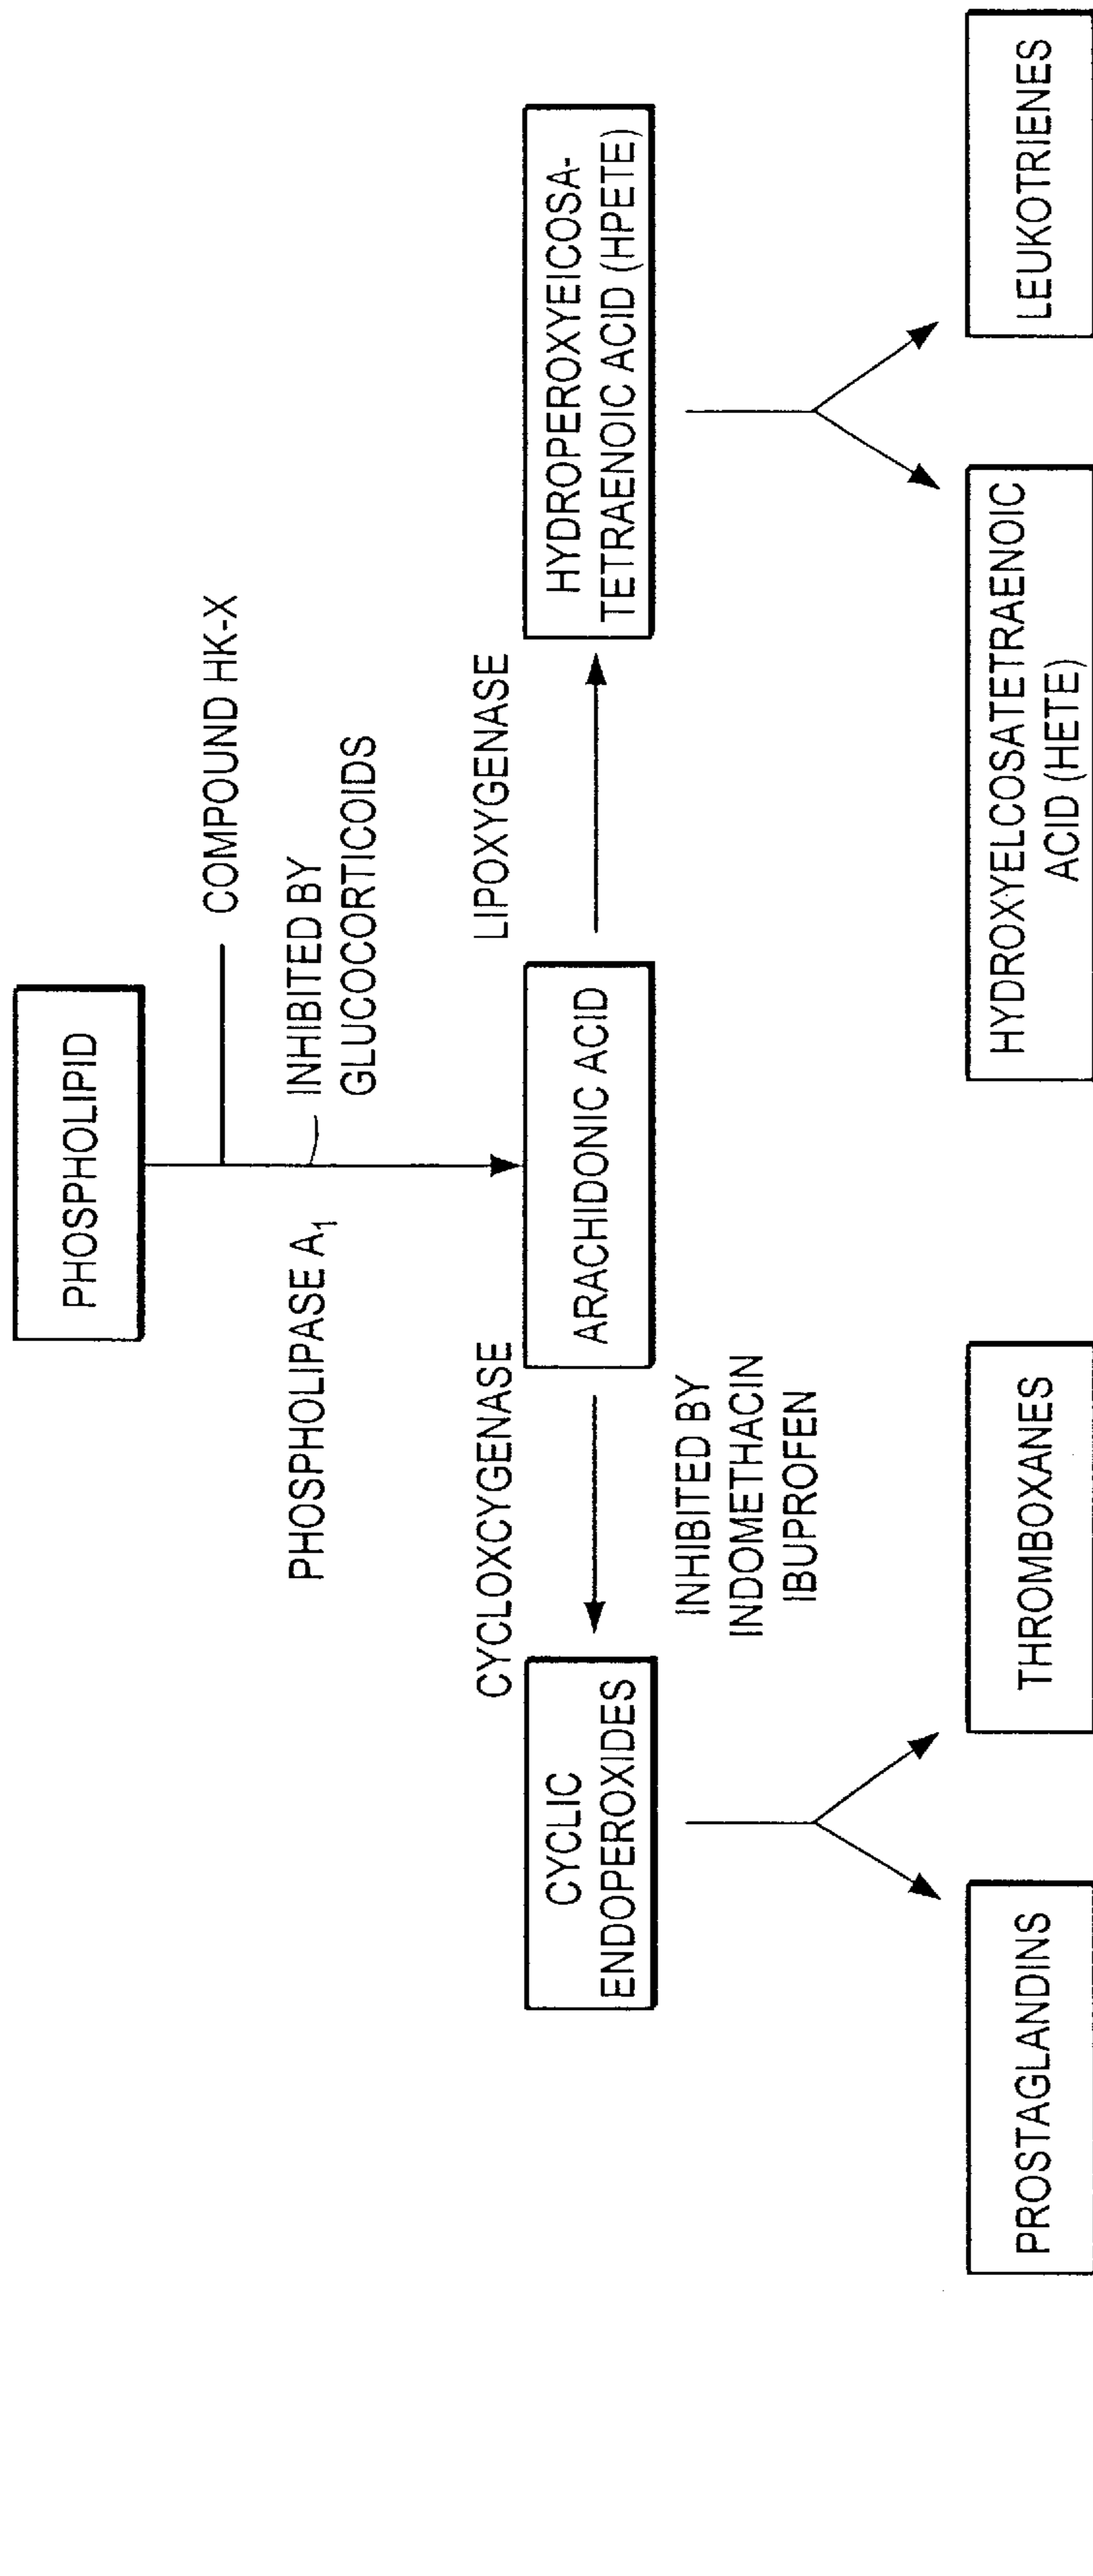 PHOSPHOLIPID
COMPOUND HK-X
PHOSPHOLIPASE A1
INHIBITED BY
GLUCOCORTICOIDS
CYCLOXCYGENASE
LIPOXYGENASE
CYCLIC
ENDOPEROXIDES
ARACHIDONIC ACID
HYDROPEROXYEICOSA-
TETRAENOIC ACID (HPETE)
INHIBITED BY
INDOMETHACIN
IBUPROFEN
PROSTAGLANDINS
THROMBOXANES
HYDROXYELCOSATETRAENOIC
ACID (HETE)
LEUKOTRIENES